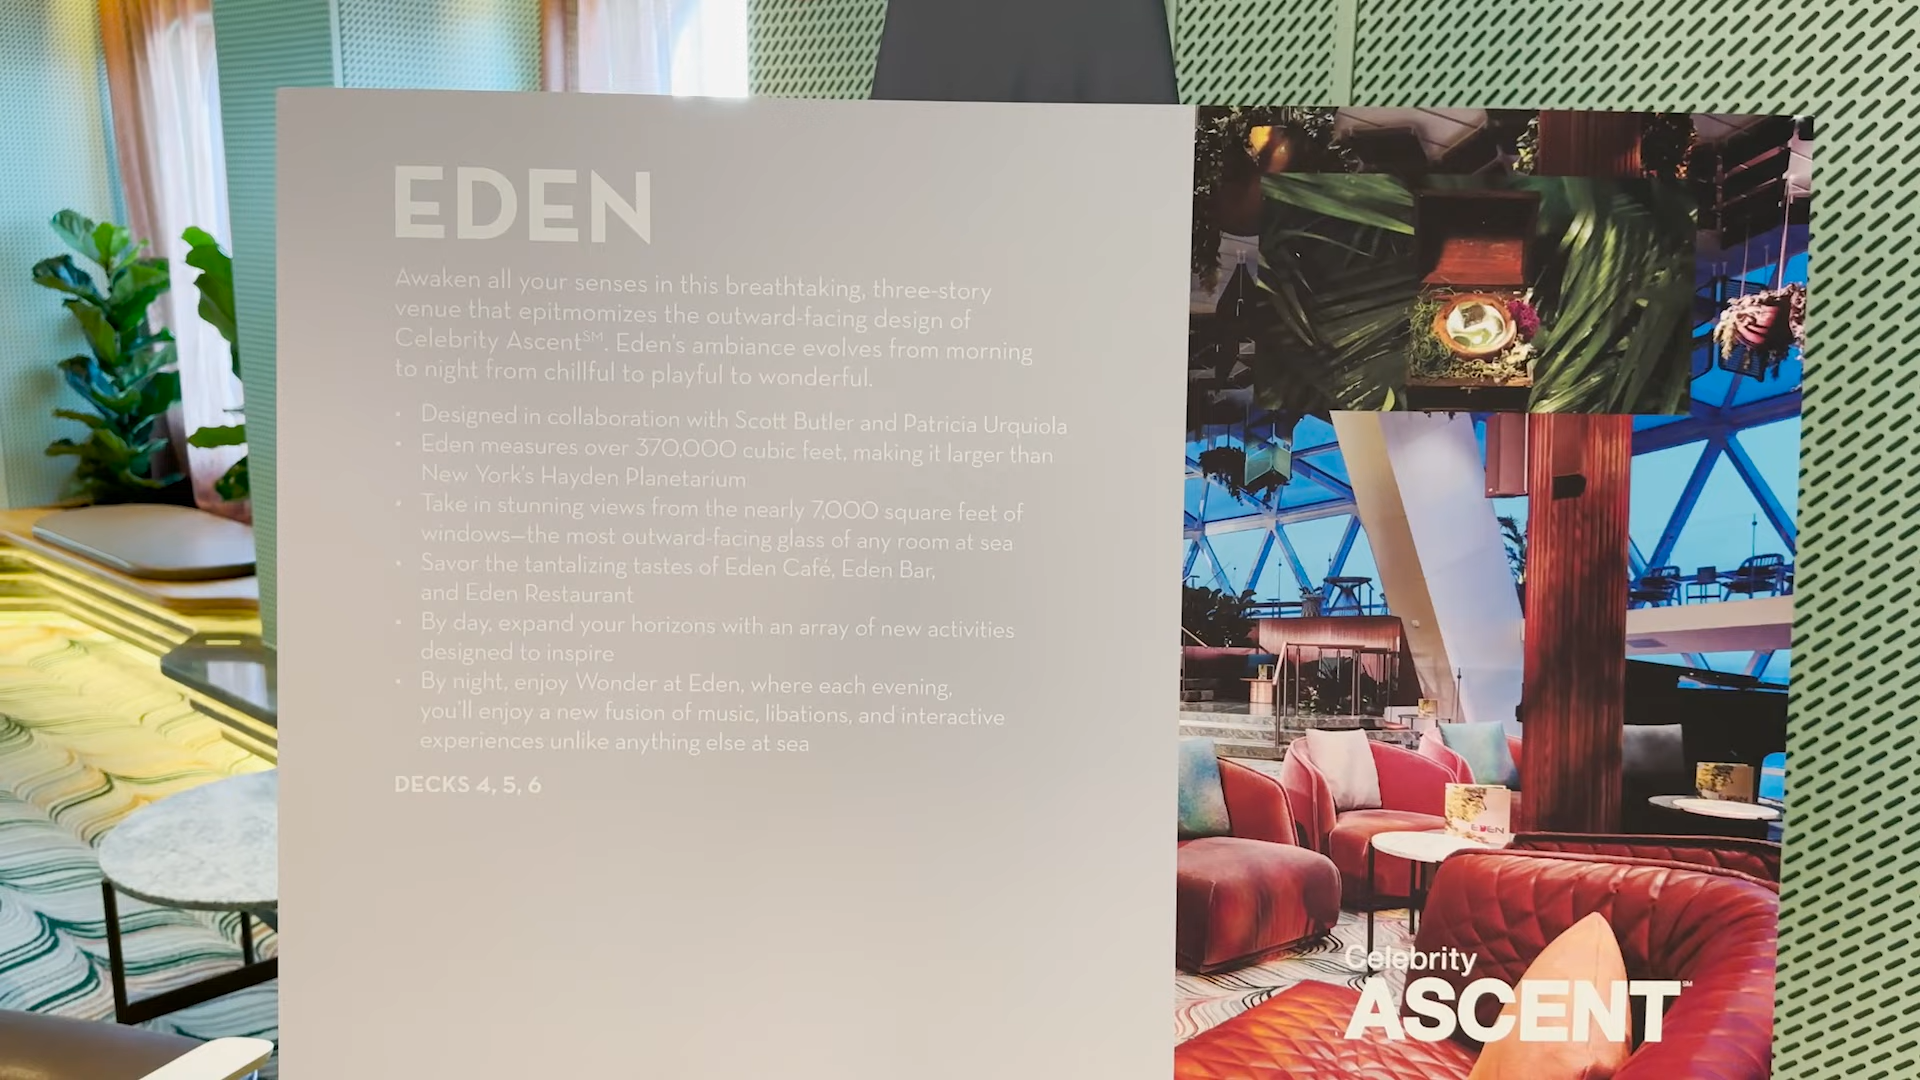 EDEN
Awaken all your senses in this breathtaking, three-story
venue that epitmomizes the outward-facing design of
Celebrity Ascent℠. Eden's ambiance evolves from morning
to night from chillful to playful to wonderful.
• Designed in collaboration with Scott Butler and Patricia Urquiola
• Eden measures over 370,000 cubic feet, making it larger than
New York's Hayden Planetarium
• Take in stunning views from the nearly 7,000 square feet of
windows—the most outward-facing glass of any room at sea
• Savor the tantalizing tastes of Eden Café, Eden Bar,
and Eden Restaurant
• By day, expand your horizons with an array of new activities
designed to inspire
• By night, enjoy Wonder at Eden, where each evening,
you'll enjoy a new fusion of music, libations, and interactive
experiences unlike anything else at sea
DECKS 4, 5, 6
EDEN
Celebrity
ASCENT℠